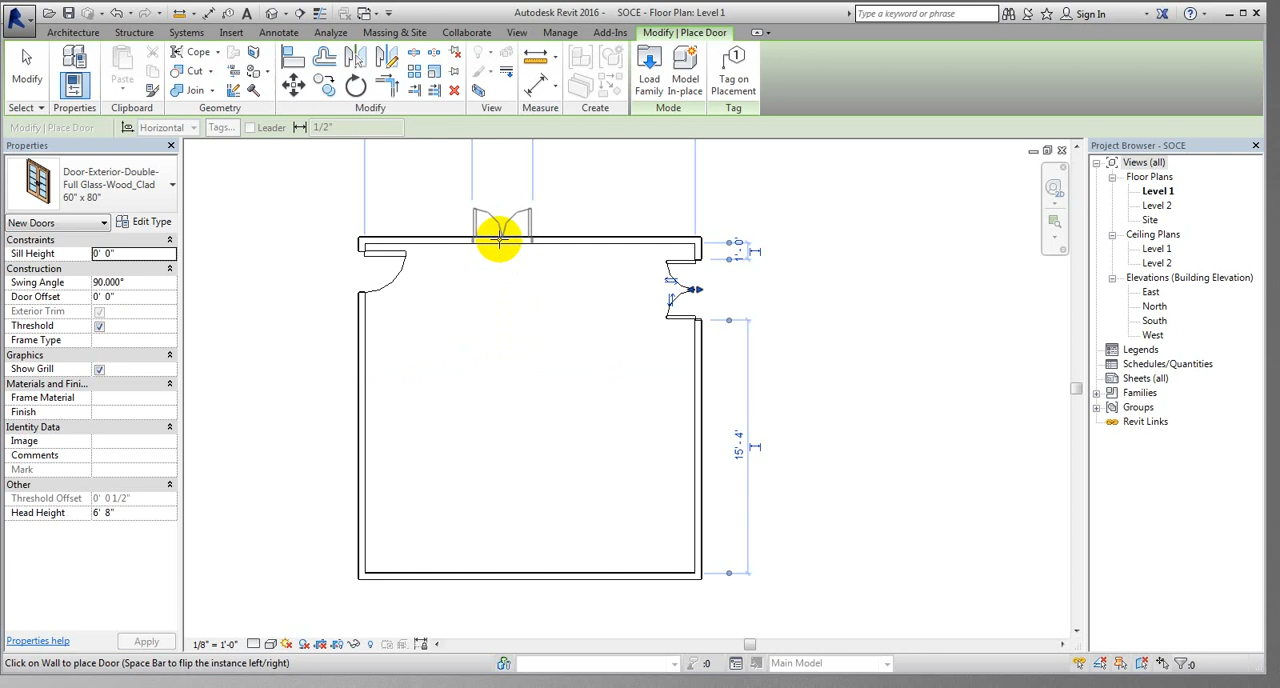 Autodesk Revit 2016 - SOCE - Floor Plan: Level 1
Type a keyword or phrase
Sign In
Architecture Structure Systems Insert Annotate Analyze Massing & Site Collaborate View Manage Add-Ins Modify | Place Door
Modify
Paste
Cope
Cut
Join
Load Family
Model In-place
Tag on Placement
Select Properties Clipboard Geometry Modify View Measure Create Mode Tag
Modify | Place Door
Horizontal Tags... Leader 1/2"
Properties
Door-Exterior-Double-
Full Glass-Wood_Clad
60" x 80"
New Doors Edit Type
Constraints
Sill Height 0' 0"
Construction
Swing Angle 90.000°
Door Offset 0' 0"
Exterior Trim
Threshold
Frame Type
Graphics
Show Grill
Materials and Fini...
Frame Material
Finish
Identity Data
Image
Comments
Mark
Other
Threshold Offset 0' 0 1/2"
Head Height 6' 8"
Properties help Apply
1' - 0"
15' - 4"
2D
Project Browser - SOCE
Views (all)
Floor Plans
Level 1
Level 2
Site
Ceiling Plans
Level 1
Level 2
Elevations (Building Elevation)
East
North
South
West
Legends
Schedules/Quantities
Sheets (all)
Families
Groups
Revit Links
1/8" = 1'-0"
Click on Wall to place Door (Space Bar to flip the instance left/right)
:0
Main Model
:0